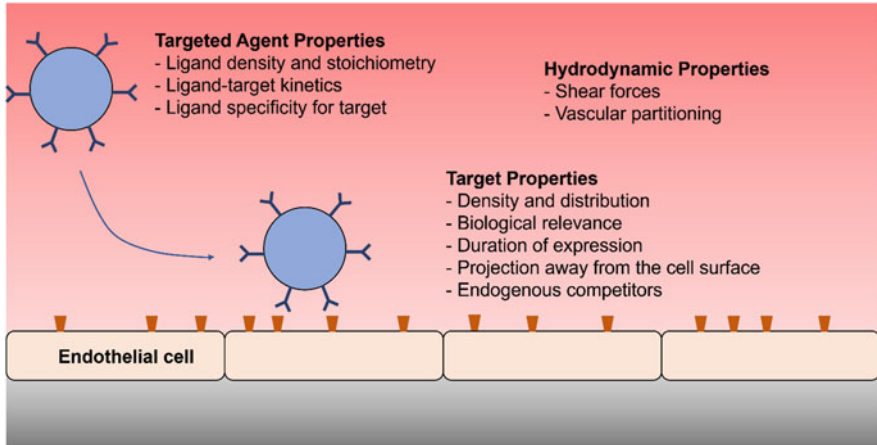 Targeted Agent Properties
- Ligand density and stoichiometry
- Ligand-target kinetics
- Ligand specificity for target
Hydrodynamic Properties
- Shear forces
- Vascular partitioning
Target Properties
- Density and distribution
- Biological relevance
- Duration of expression
- Projection away from the cell surface
- Endogenous competitors
Endothelial cell